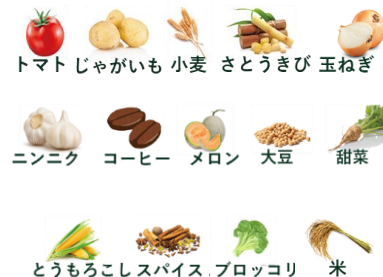 トマト じゃがいも 小麦 さとうきび 玉ねぎ
ニンニク コーヒー メロン 大豆 甜菜
とうもろこし スパイス ブロッコリ 米